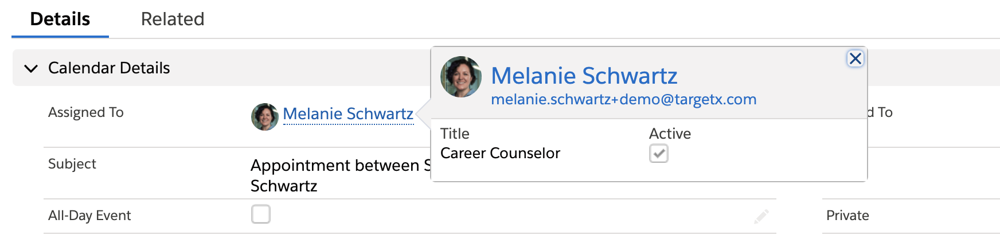 Details
Related
Calendar Details
Melanie Schwartz
melanie.schwartz+demo@targetx.com
Title
Career Counselor
Active
Assigned To
Melanie Schwartz
To
Subject
Appointment between
Schwartz
All-Day Event
Private